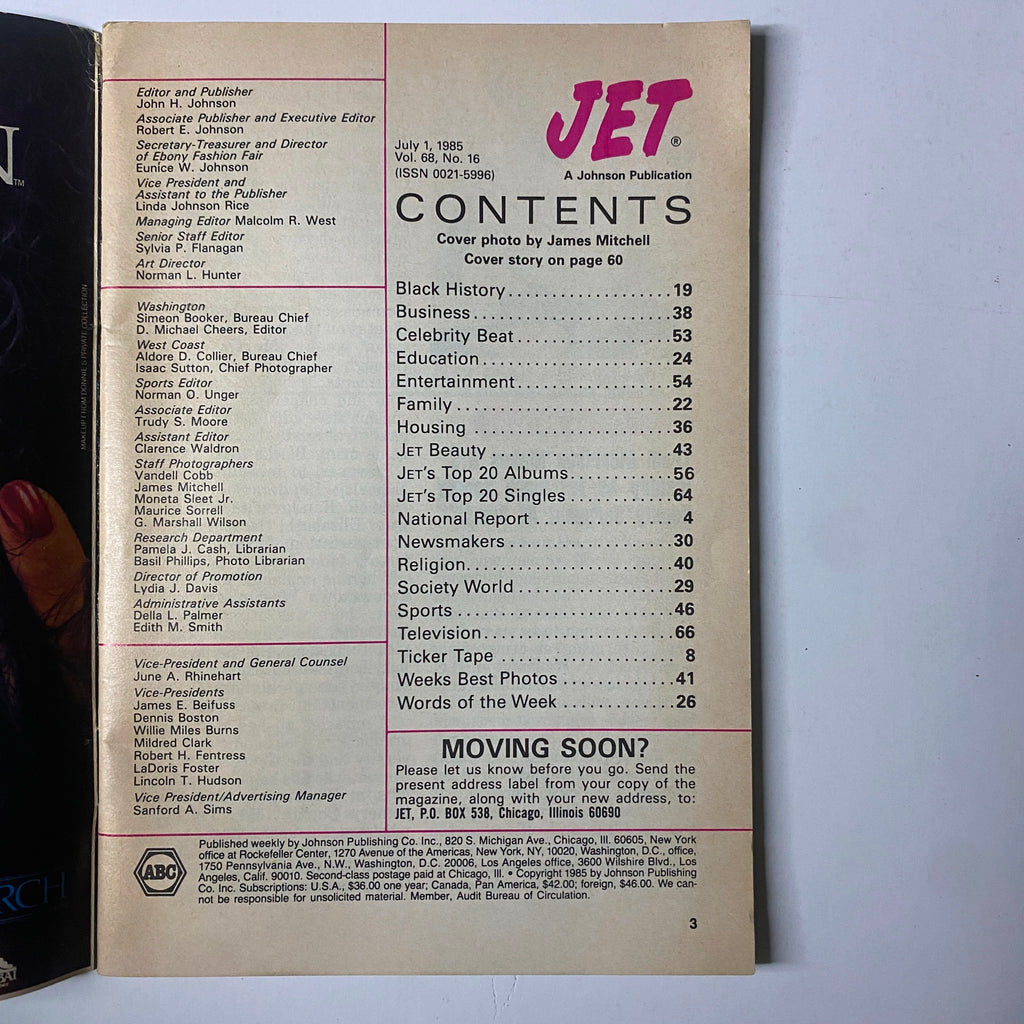 N™
MAKEUP FROM DONNIE'S PRIVATE COLLECTION
RCH
Editor and Publisher
John H. Johnson
Associate Publisher and Executive Editor
Robert E. Johnson
Secretary-Treasurer and Director
of Ebony Fashion Fair
Eunice W. Johnson
Vice President and
Assistant to the Publisher
Linda Johnson Rice
Managing Editor Malcolm R. West
Senior Staff Editor
Sylvia P. Flanagan
Art Director
Norman L. Hunter
Washington
Simeon Booker, Bureau Chief
D. Michael Cheers, Editor
West Coast
Aldore D. Collier, Bureau Chief
Isaac Sutton, Chief Photographer
Sports Editor
Norman O. Unger
Associate Editor
Trudy S. Moore
Assistant Editor
Clarence Waldron
Staff Photographers
Vandell Cobb
James Mitchell
Moneta Sleet Jr.
Maurice Sorrell
G. Marshall Wilson
Research Department
Pamela J. Cash, Librarian
Basil Phillips, Photo Librarian
Director of Promotion
Lydia J. Davis
Administrative Assistants
Della L. Palmer
Edith M. Smith
Vice-President and General Counsel
June A. Rhinehart
Vice-Presidents
James E. Beifuss
Dennis Boston
Willie Miles Burns
Mildred Clark
Robert H. Fentress
LaDoris Foster
Lincoln T. Hudson
Vice President/Advertising Manager
Sanford A. Sims
JET®
July 1, 1985
Vol. 68, No. 16
(ISSN 0021-5996)
A Johnson Publication
CONTENTS
Cover photo by James Mitchell
Cover story on page 60
Black History...................19
Business.......................38
Celebrity Beat..................53
Education......................24
Entertainment..................54
Family.........................22
Housing........................36
JET Beauty.....................43
JET's Top 20 Albums............56
JET's Top 20 Singles............64
National Report.................4
Newsmakers....................30
Religion........................40
Society World..................29
Sports.........................46
Television......................66
Ticker Tape.....................8
Weeks Best Photos..............41
Words of the Week..............26
MOVING SOON?
Please let us know before you go. Send the
present address label from your copy of the
magazine, along with your new address, to:
JET, P.O. BOX 538, Chicago, Illinois 60690
ABC
Published weekly by Johnson Publishing Co. Inc., 820 S. Michigan Ave., Chicago, Ill. 60605, New York
office at Rockefeller Center, 1270 Avenue of the Americas, New York, NY, 10020, Washington, D.C., office,
1750 Pennsylvania Ave., N.W., Washington, D.C. 20006, Los Angeles office, 3600 Wilshire Blvd., Los
Angeles, Calif. 90010. Second-class postage paid at Chicago, Ill. • Copyright 1985 by Johnson Publishing
Co. Inc. Subscriptions: U.S.A., $36.00 one year; Canada, Pan America, $42.00; foreign, $46.00. We can-
not be responsible for unsolicited material. Member, Audit Bureau of Circulation.
3